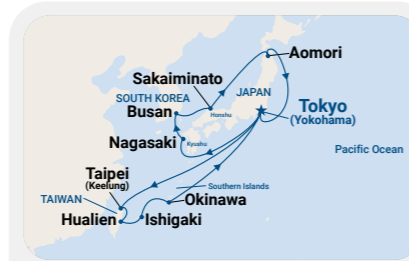 Aomori
Sakaiminato
SOUTH KOREA
JAPAN
Busan
Honshu
Tokyo
(Yokohama)
Nagasaki
Kyushu
Pacific Ocean
Taipei
(Keelung)
Southern Islands
TAIWAN
Okinawa
Hualien
Ishigaki